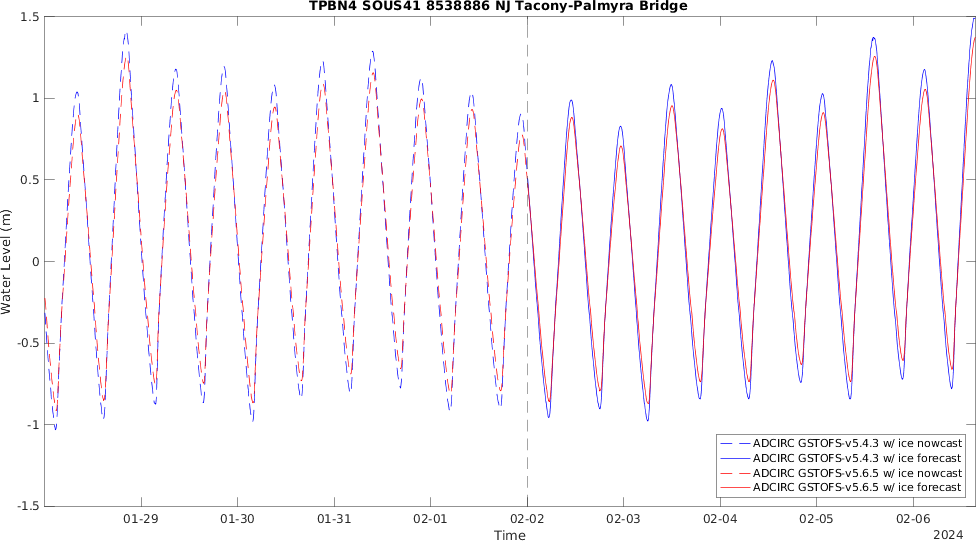 TPBN4 SOUS41 8538886 NJ Tacony-Palmyra Bridge
1.5
1
0.5
0
-0.5
-1
-1.5
Water Level (m)
01-29 01-30 01-31 02-01 02-02 02-03 02-04 02-05 02-06
Time
2024
ADCIRC GSTOFS-v5.4.3 w/ ice nowcast
ADCIRC GSTOFS-v5.4.3 w/ ice forecast
ADCIRC GSTOFS-v5.6.5 w/ ice nowcast
ADCIRC GSTOFS-v5.6.5 w/ ice forecast